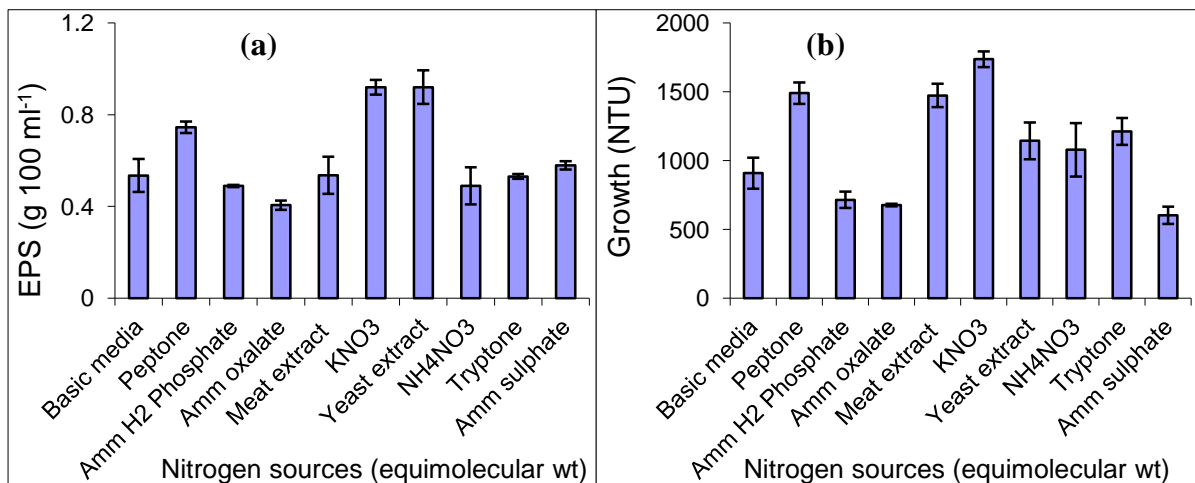 (a)
EPS (g 100 ml-1)
1.2
0.8
0.4
0
Basic media
Peptone
Amm H2 Phosphate
Amm oxalate
Meat extract
KNO3
Yeast extract
NH4NO3
Tryptone
Amm sulphate
Nitrogen sources (equimolecular wt)
(b)
Growth (NTU)
2000
1500
1000
500
0
Basic media
Peptone
Amm H2 Phosphate
Amm oxalate
Meat extract
KNO3
Yeast extract
NH4NO3
Tryptone
Amm sulphate
Nitrogen sources (equimolecular wt)